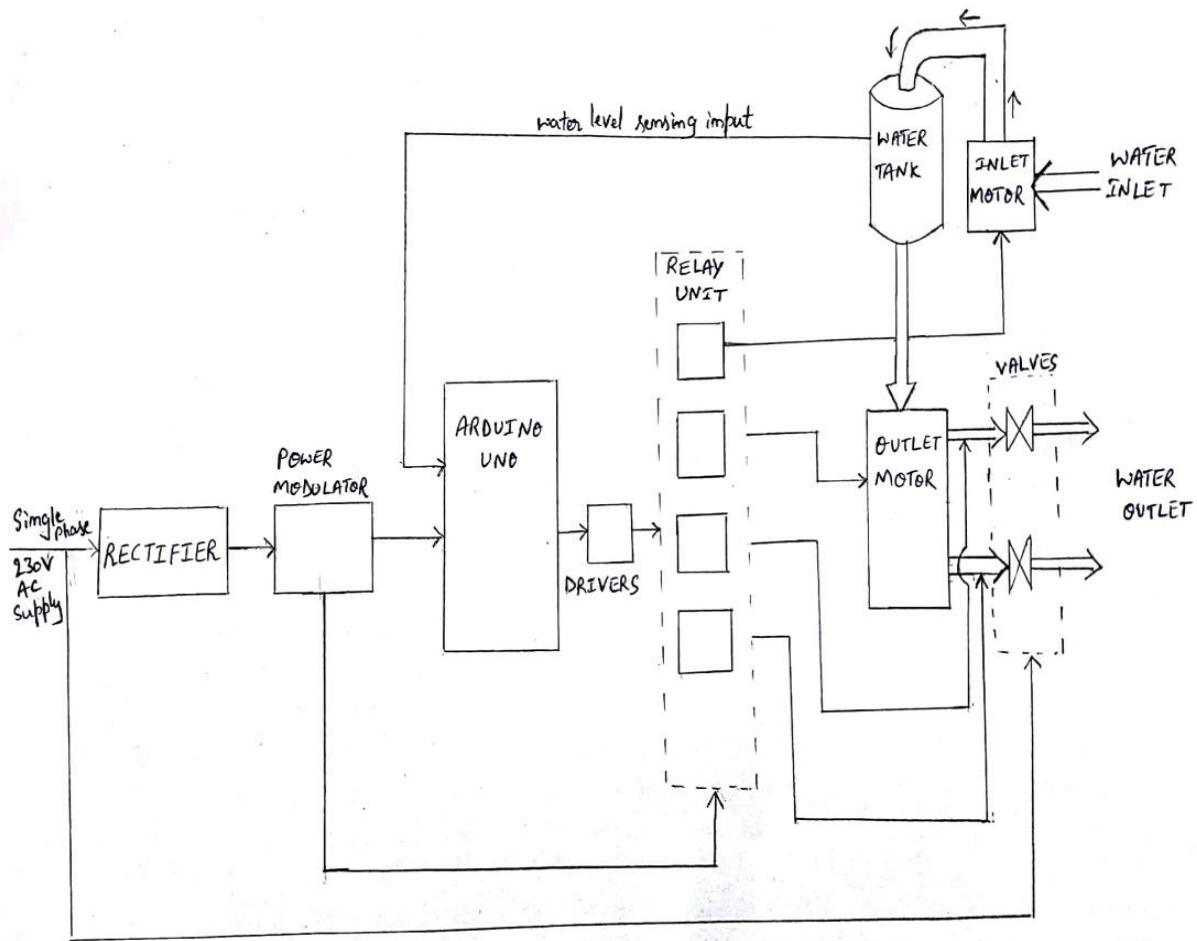 water level sensing input
WATER
TANK
INLET
MOTOR
WATER
INLET
RELAY
UNIT
VALVES
ARDUINO
UNO
OUTLET
MOTOR
WATER
OUTLET
POWER
MODULATOR
Single phase
230V
AC
Supply
RECTIFIER
DRIVERS